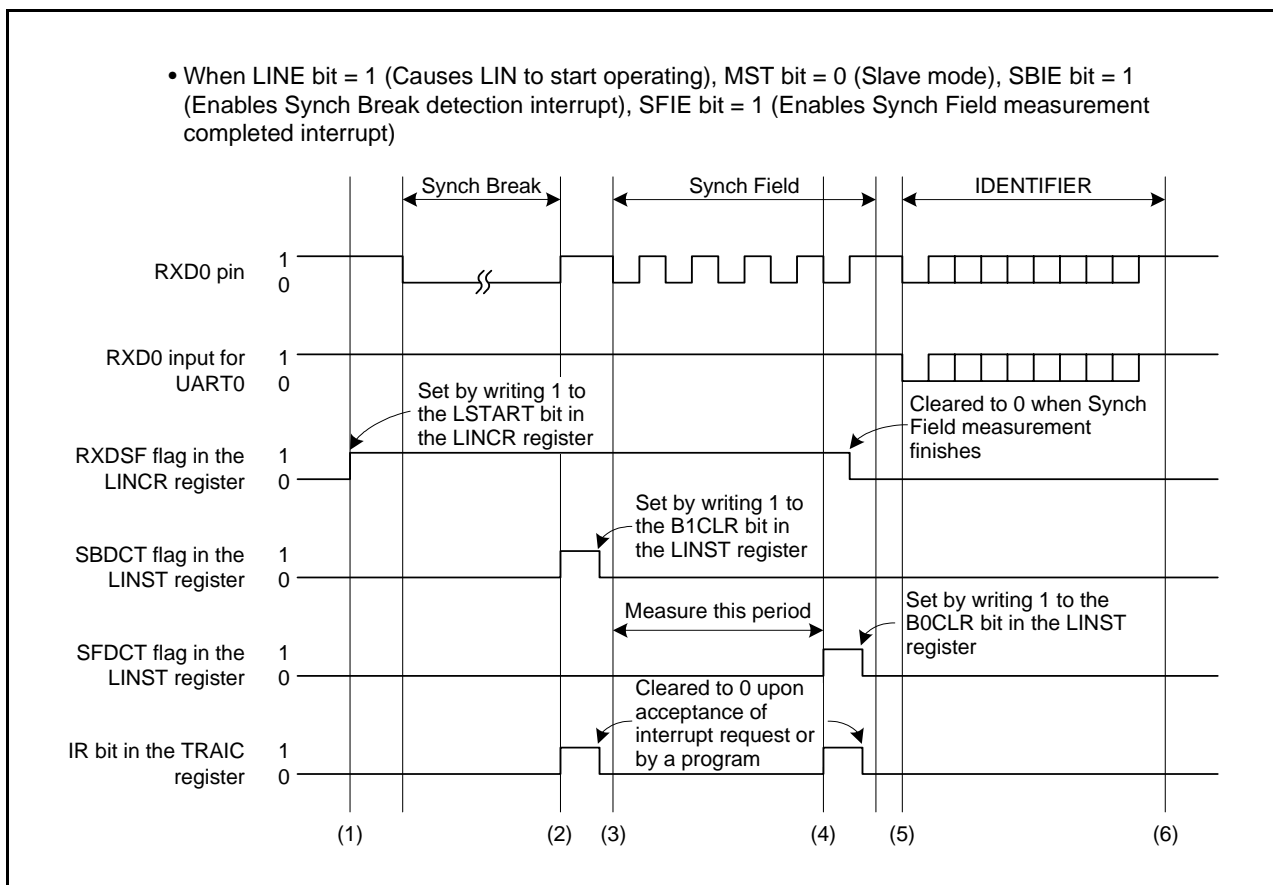 • When LINE bit = 1 (Causes LIN to start operating), MST bit = 0 (Slave mode), SBIE bit = 1
(Enables Synch Break detection interrupt), SFIE bit = 1 (Enables Synch Field measurement
completed interrupt)
Synch Break
Synch Field
IDENTIFIER
RXD0 pin
1
0
RXD0 input for
UART0
1
0
Set by writing 1 to
the LSTART bit in
the LINCR register
Cleared to 0 when Synch
Field measurement
finishes
RXDSF flag in the
LINCR register
1
0
Set by writing 1 to
the B1CLR bit in
the LINST register
SBDCT flag in the
LINST register
1
0
Measure this period
Set by writing 1 to the
B0CLR bit in the LINST
register
SFDCT flag in the
LINST register
1
0
Cleared to 0 upon
acceptance of
interrupt request or
by a program
IR bit in the TRAIC
register
1
0
(1)
(2)
(3)
(4)
(5)
(6)